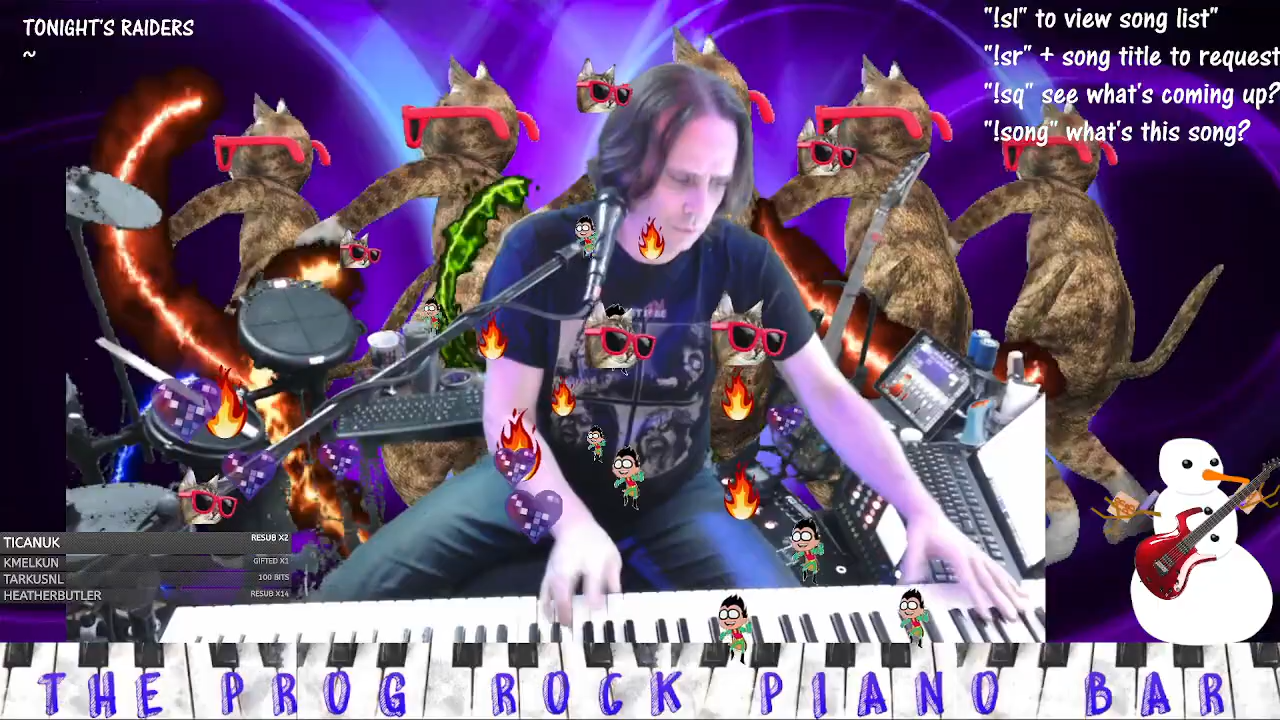 TONIGHT'S RAIDERS
~
"!sl" to view song list"
"!sr" + song title to request
"!sq" see what's coming up?
"!song" what's this song?
TICANUK RESUB X2
KMELKUN GIFTED X1
TARKUSNL 100 BITS
HEATHERBUTLER RESUB X14
THE PROG ROCK PIANO BAR